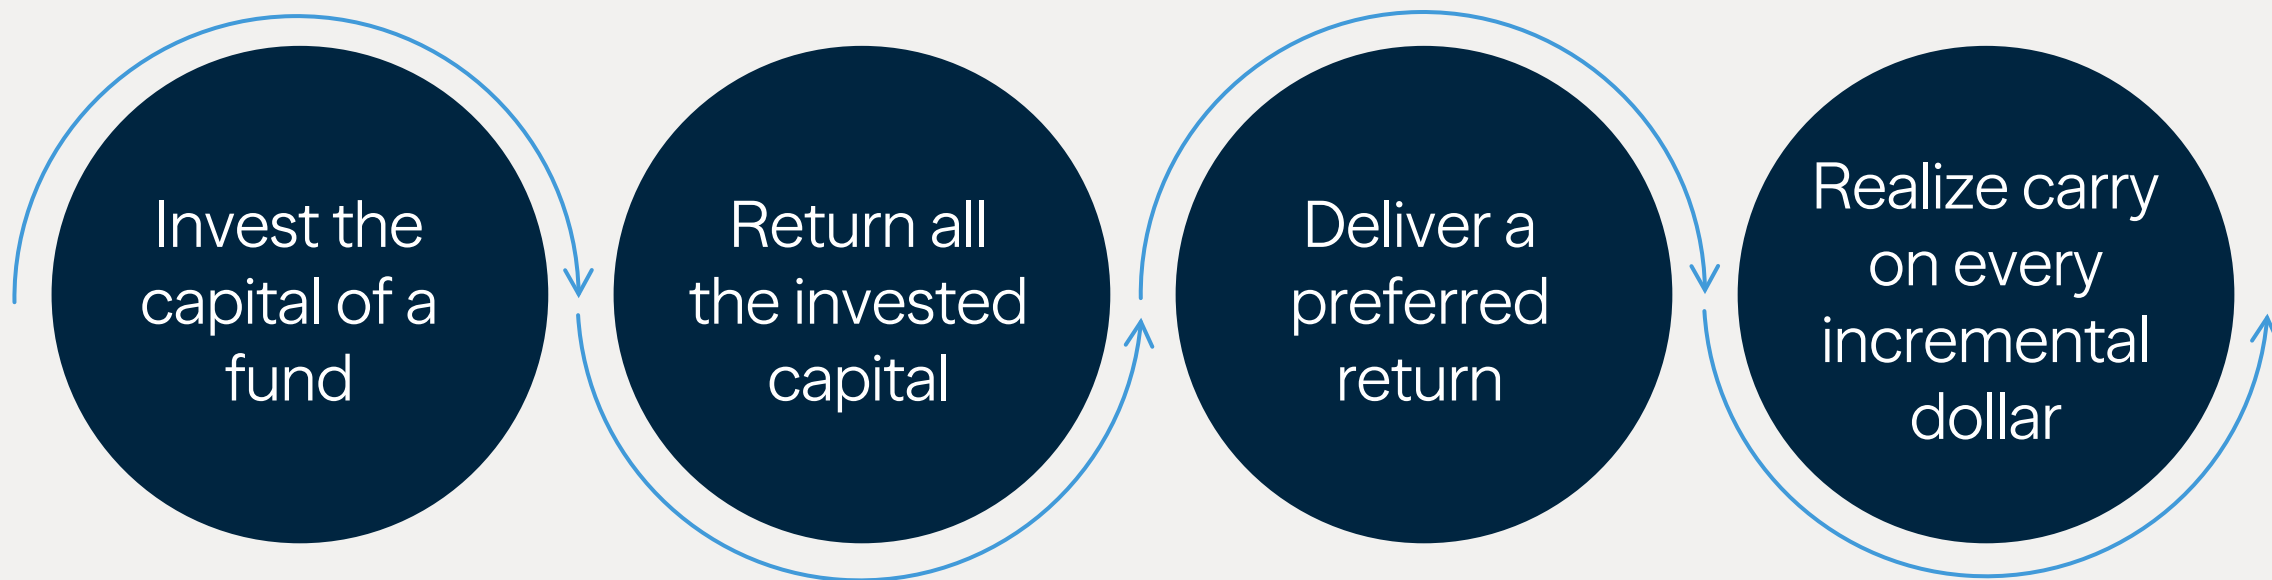 Invest the
capital of a
fund
Return all
the invested
capital
Deliver a
preferred
return
Realize carry
on every
incremental
dollar